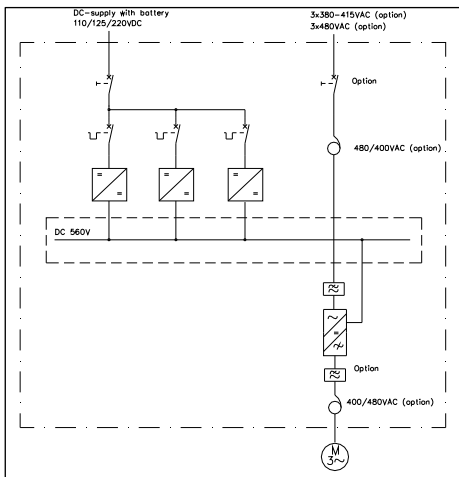 DC-supply with battery
110/125/220VDC
3x380-415VAC (option)
3x480VAC (option)
Option
480/400VAC (option)
DC 560V
Option
400/480VAC (option)
M
3~